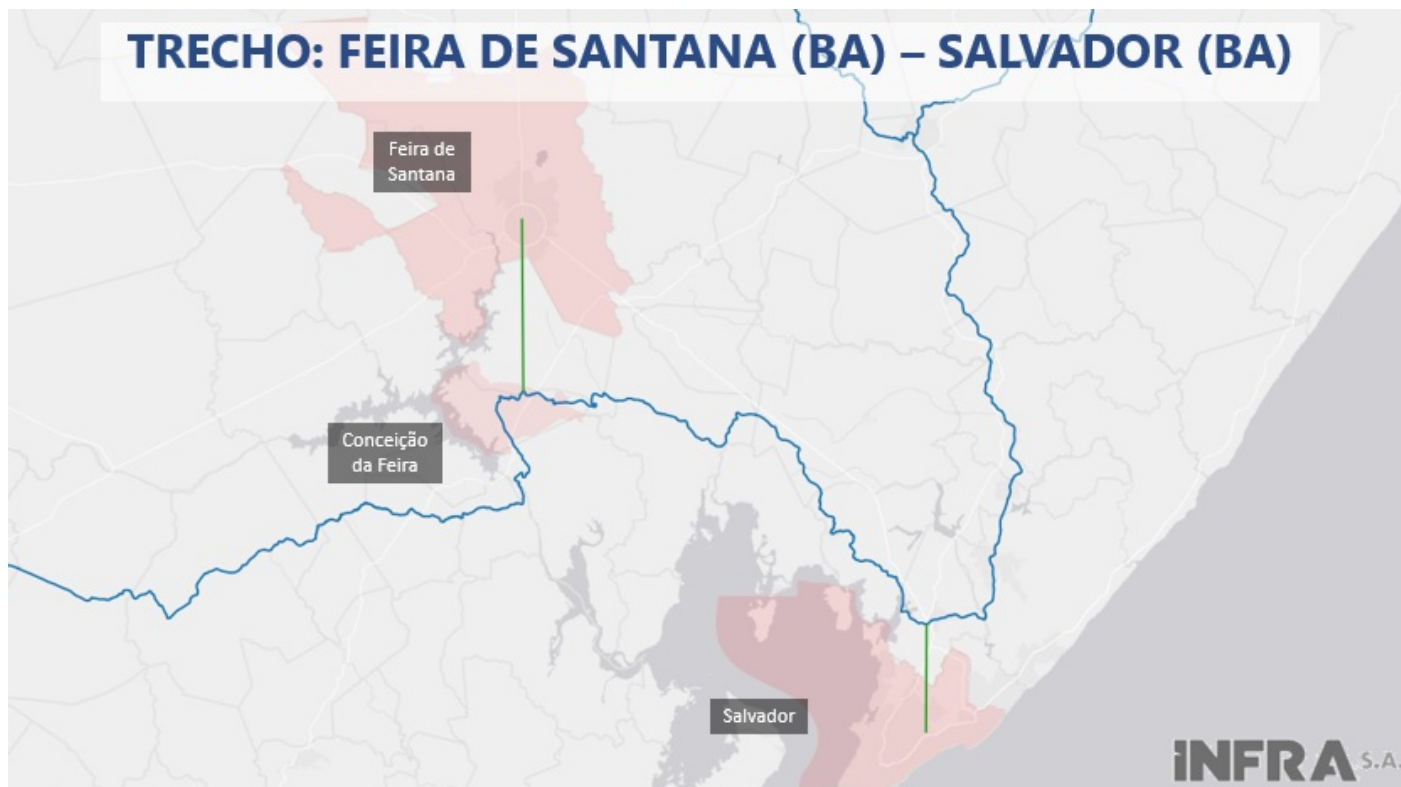 TRECHO: FEIRA DE SANTANA (BA) – SALVADOR (BA)
Feira de
Santana
Conceição
da Feira
Salvador
INFRA S.A.